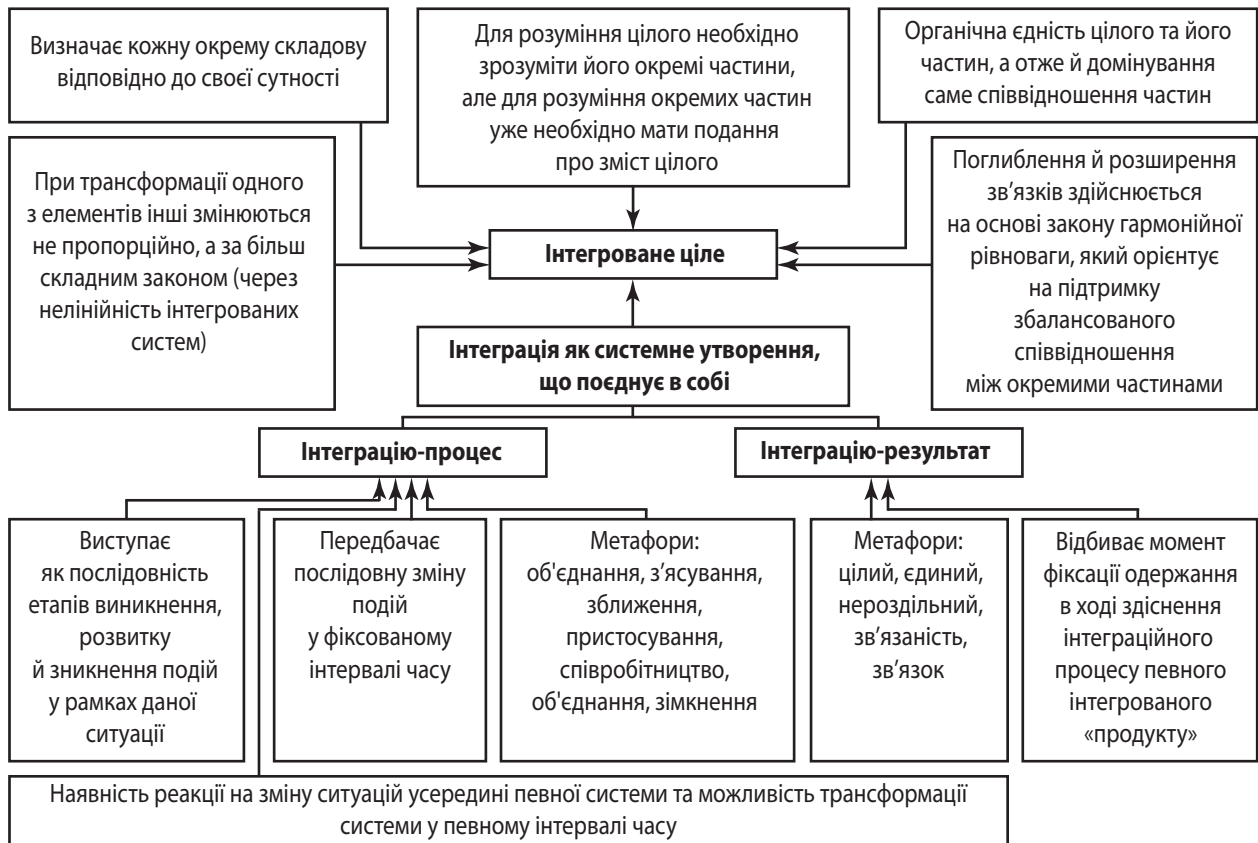 Визначає кожну окрему складову
відповідно до своєї сутності
Для розуміння цілого необхідно
зрозуміти його окремі частини,
але для розуміння окремих частин
уже необхідно мати подання
про зміст цілого
Органічна єдність цілого та його
частин, а отже й домінування
саме співвідношення частин
При трансформації одного
з елементів інші змінюються
не пропорційно, а за більш
складним законом (через
нелінійність інтегрованих
систем)
Інтегроване ціле
Поглиблення й розширення
зв'язків здійснюється
на основі закону гармонійної
рівноваги, який орієнтує
на підтримку
збалансованого
співвідношення
між окремими частинами
Інтеграція як системне утворення,
що поєднує в собі
Інтеграцію-процес
Інтеграцію-результат
Виступає
як послідовність
етапів виникнення,
розвитку
й зникнення подій
у рамках даної
ситуації
Передбачає
послідовну зміну
подій
у фіксованому
інтервалі часу
Метафори:
об'єднання, з’ясування,
зближення,
пристосування,
співробітництво,
об'єднання, зімкнення
Метафори:
цілий, єдиний,
нероздільний,
зв’язаність,
зв’язок
Відбиває момент
фіксації одержання
в ході здіснення
інтеграційного
процесу певного
інтегрованого
«продукту»
Наявність реакції на зміну ситуацій усередині певної системи та можливість трансформації
системи у певному інтервалі часу